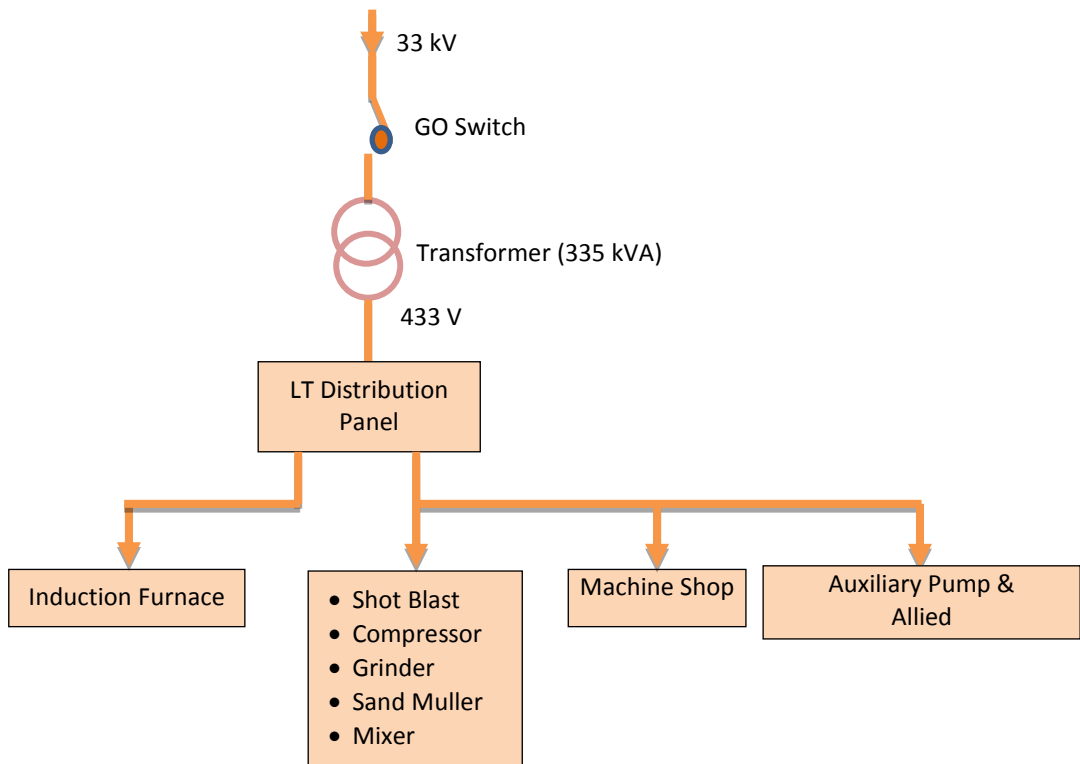 33 kV
GO Switch
Transformer (335 kVA)
433 V
LT Distribution
Panel
Induction Furnace
• Shot Blast
• Compressor
• Grinder
• Sand Muller
• Mixer
Machine Shop
Auxiliary Pump &
Allied